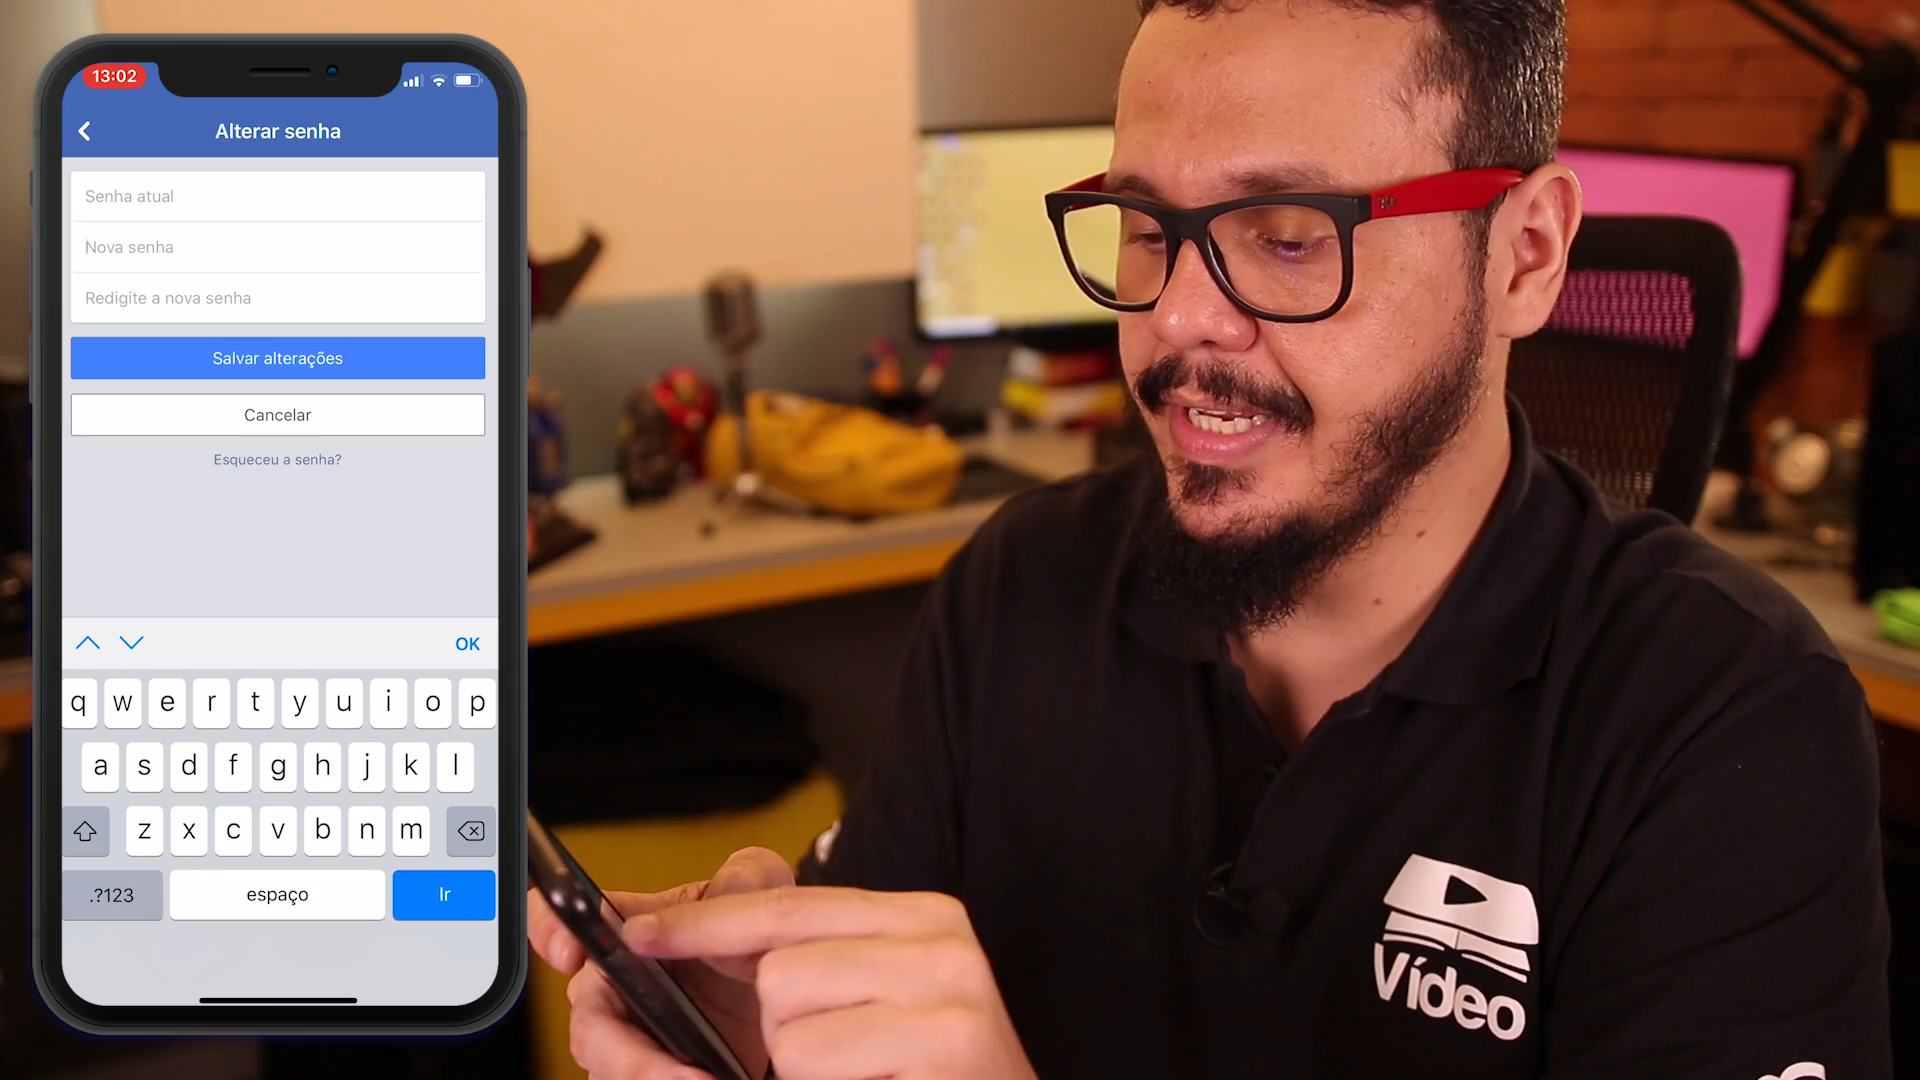 13:02
Alterar senha
Senha atual
Nova senha
Redigite a nova senha
Salvar alterações
Cancelar
Esqueceu a senha?
OK
q w e r t y u i o p
a s d f g h j k l
z x c v b n m
.?123 espaço Ir
Vídeo